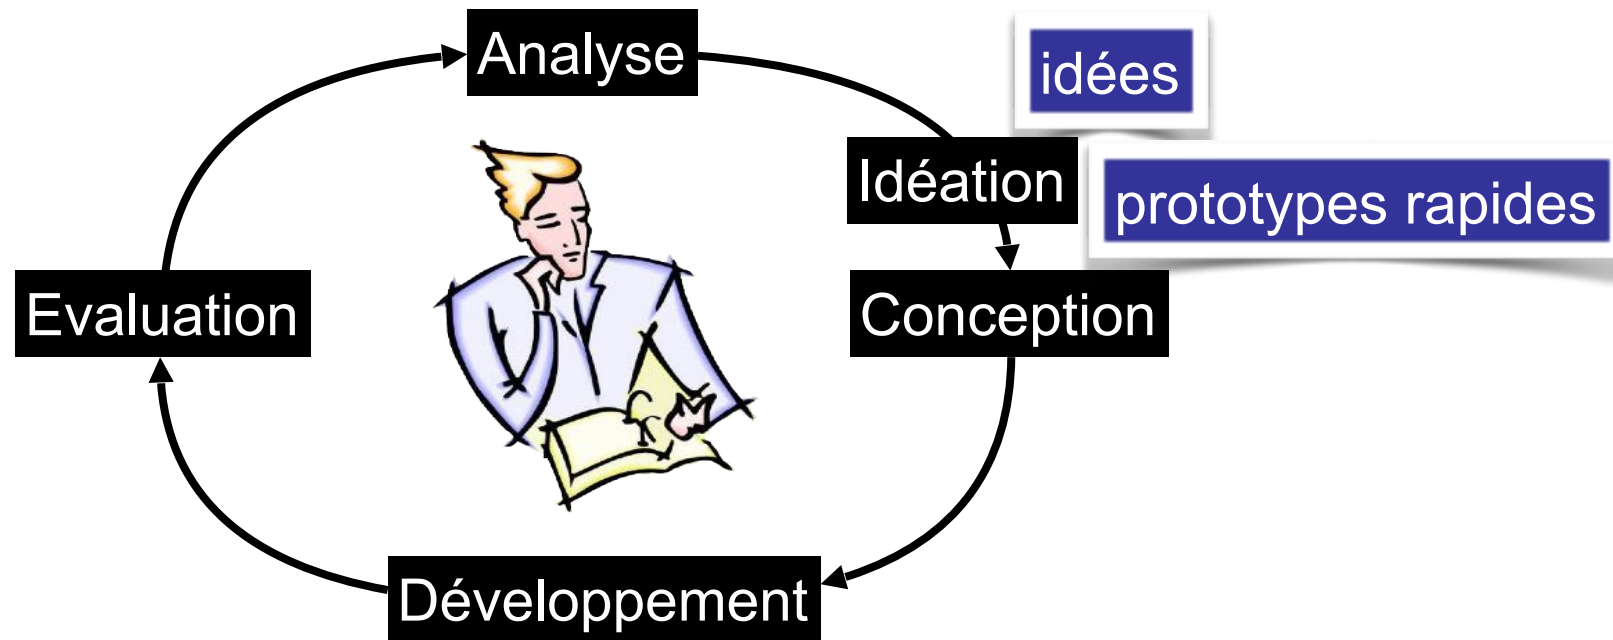 Analyse
idées
Idéation
prototypes rapides
Evaluation
Conception
Développement